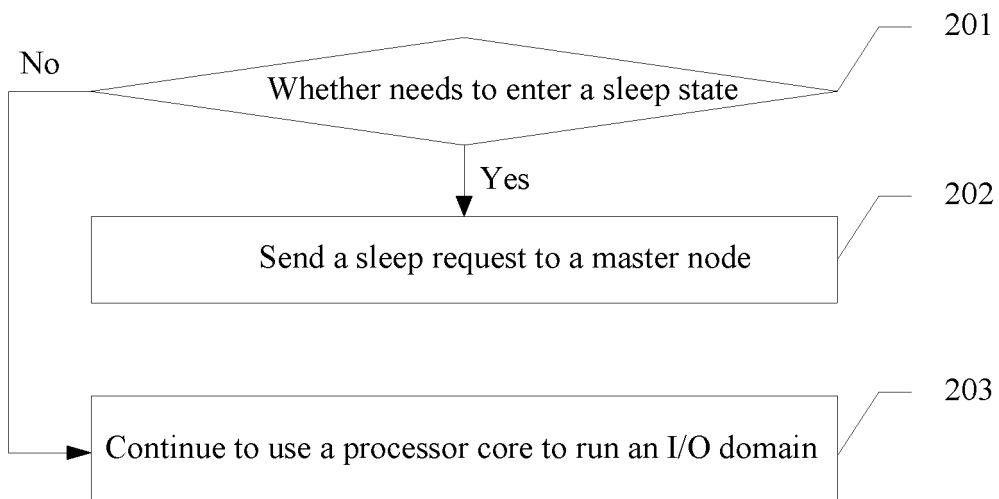 201
No
Whether needs to enter a sleep state
Yes
202
Send a sleep request to a master node
203
Continue to use a processor core to run an I/O domain